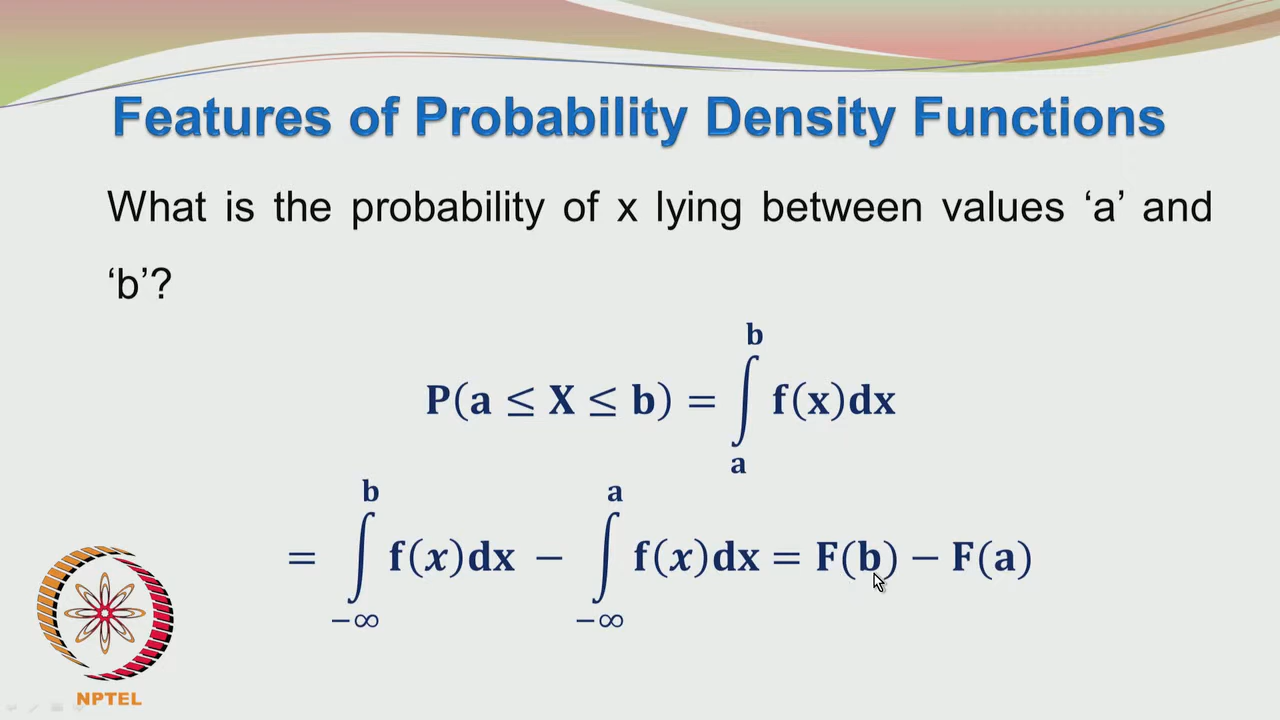 Features of Probability Density Functions
What is the probability of x lying between values ‘a’ and
‘b’?
P(a ≤ X ≤ b) = ∫_a^b f(x)dx
= ∫_{−∞}^b f(x)dx − ∫_{−∞}^a f(x)dx = F(b) − F(a)
NPTEL